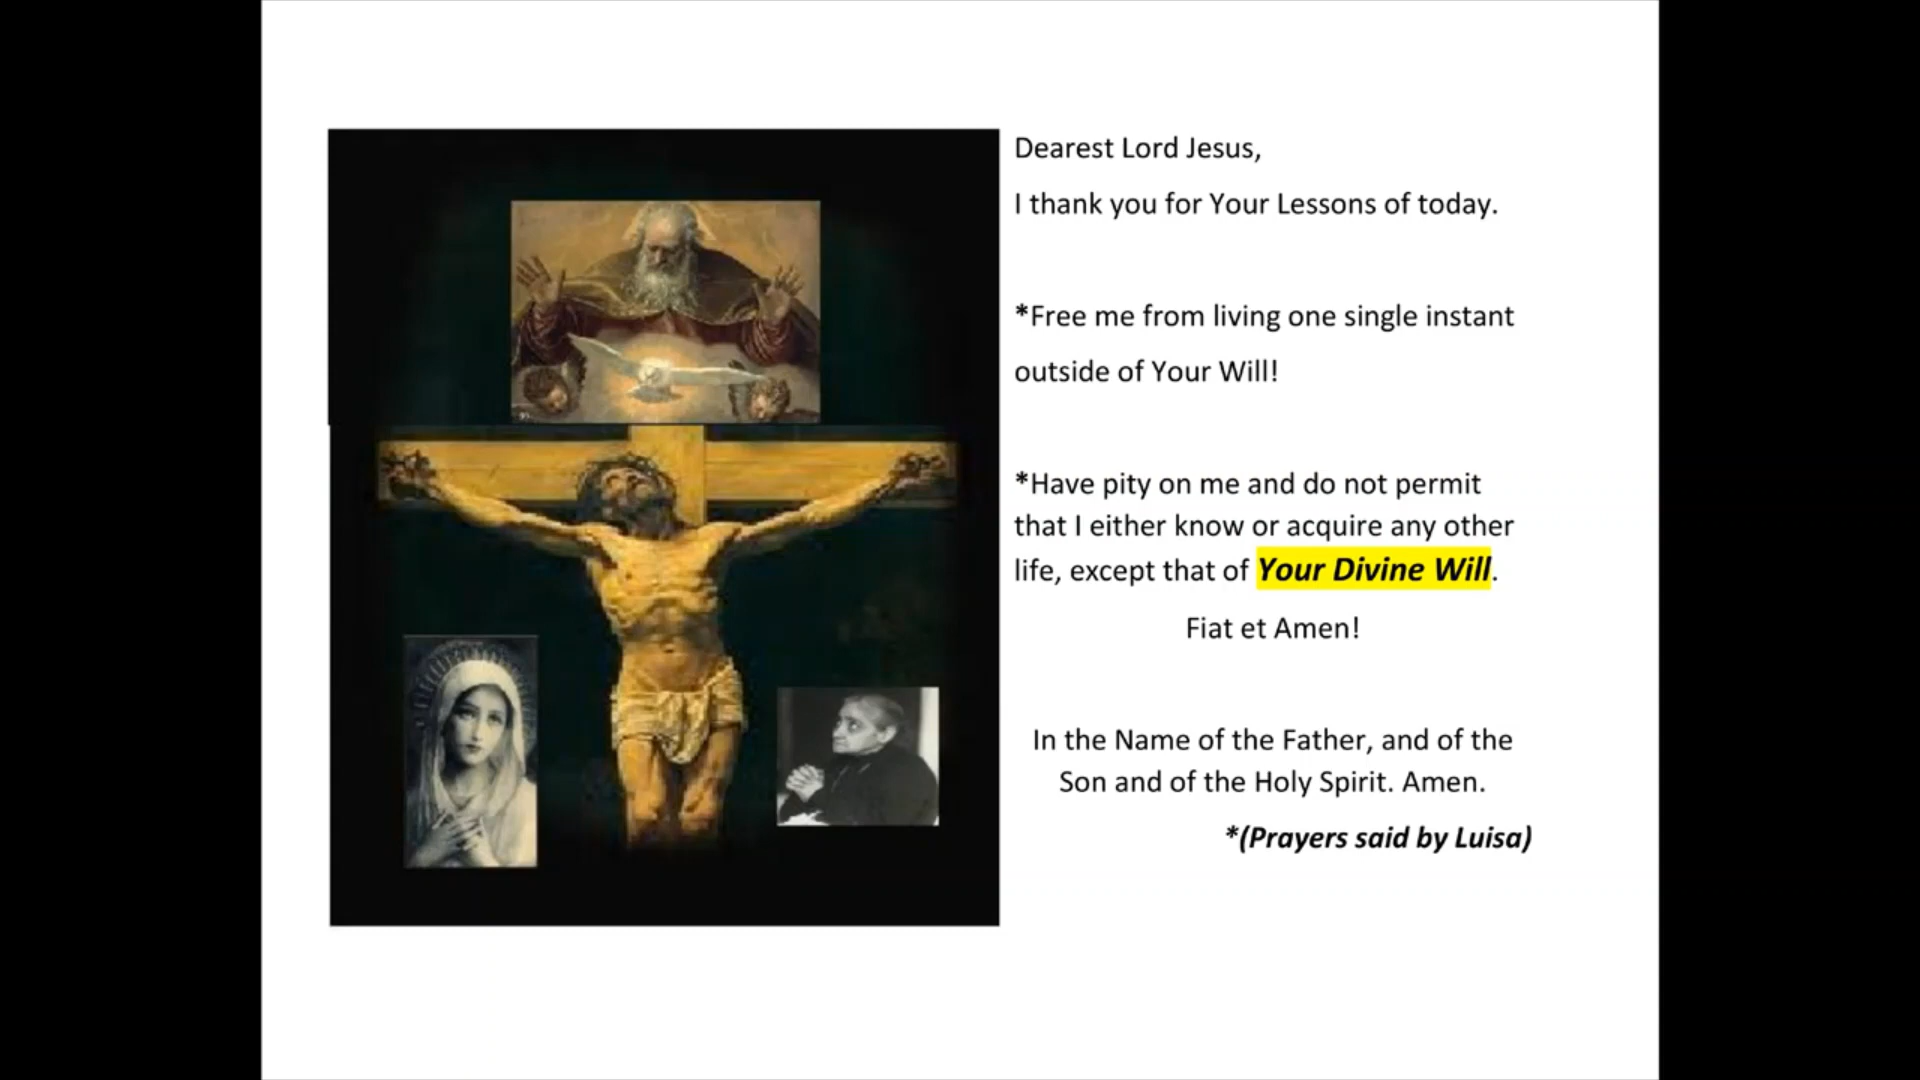 Dearest Lord Jesus,
I thank you for Your Lessons of today.
*Free me from living one single instant
outside of Your Will!
*Have pity on me and do not permit
that I either know or acquire any other
life, except that of Your Divine Will.
Fiat et Amen!
In the Name of the Father, and of the
Son and of the Holy Spirit. Amen.
*(Prayers said by Luisa)